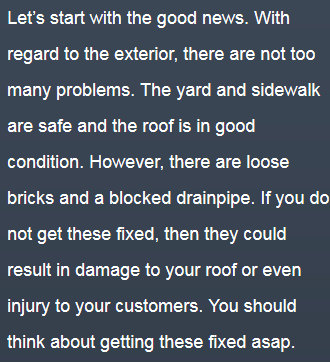 Let's start with the good news. With
regard to the exterior, there are not too
many problems. The yard and sidewalk
are safe and the roof is in good
condition. However, there are loose
bricks and a blocked drainpipe. If you do
not get these fixed, then they could
result in damage to your roof or even
injury to your customers. You should
think about getting these fixed asap.